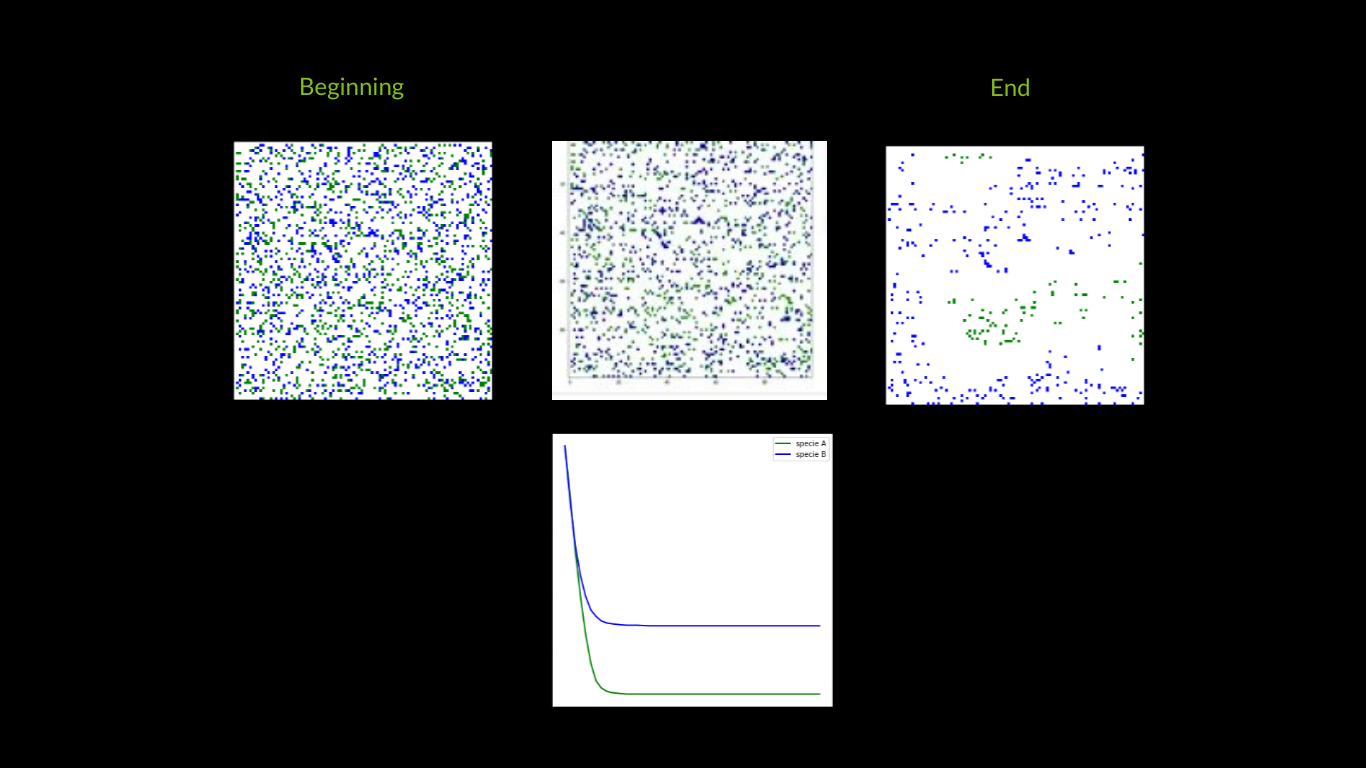 Beginning
End
specie A
specie B